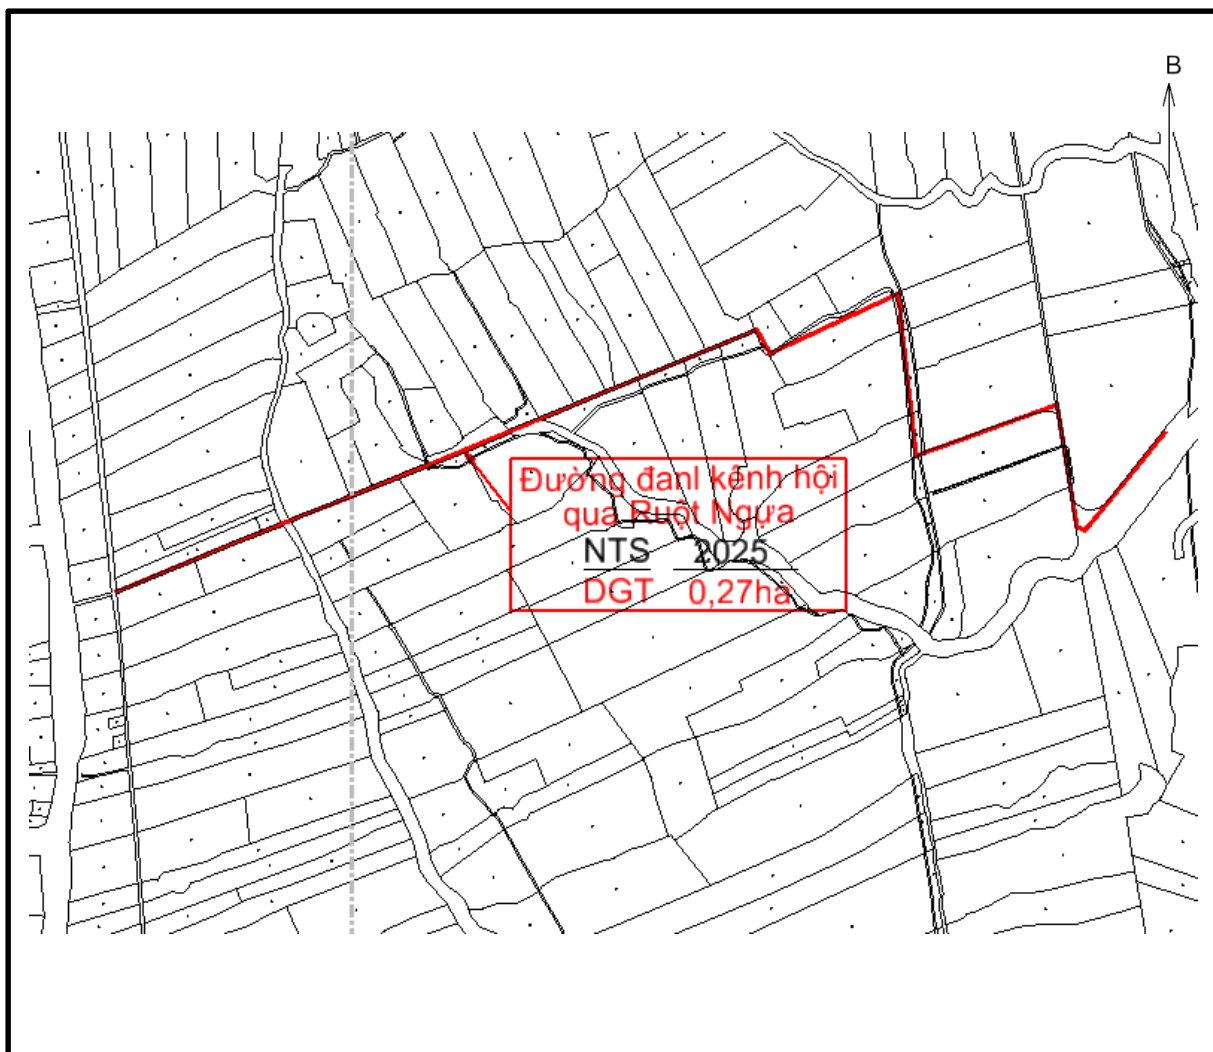 B
Đường đanl kênh hội
qua Ruột Ngựa
NTS 2025
DGT 0,27ha